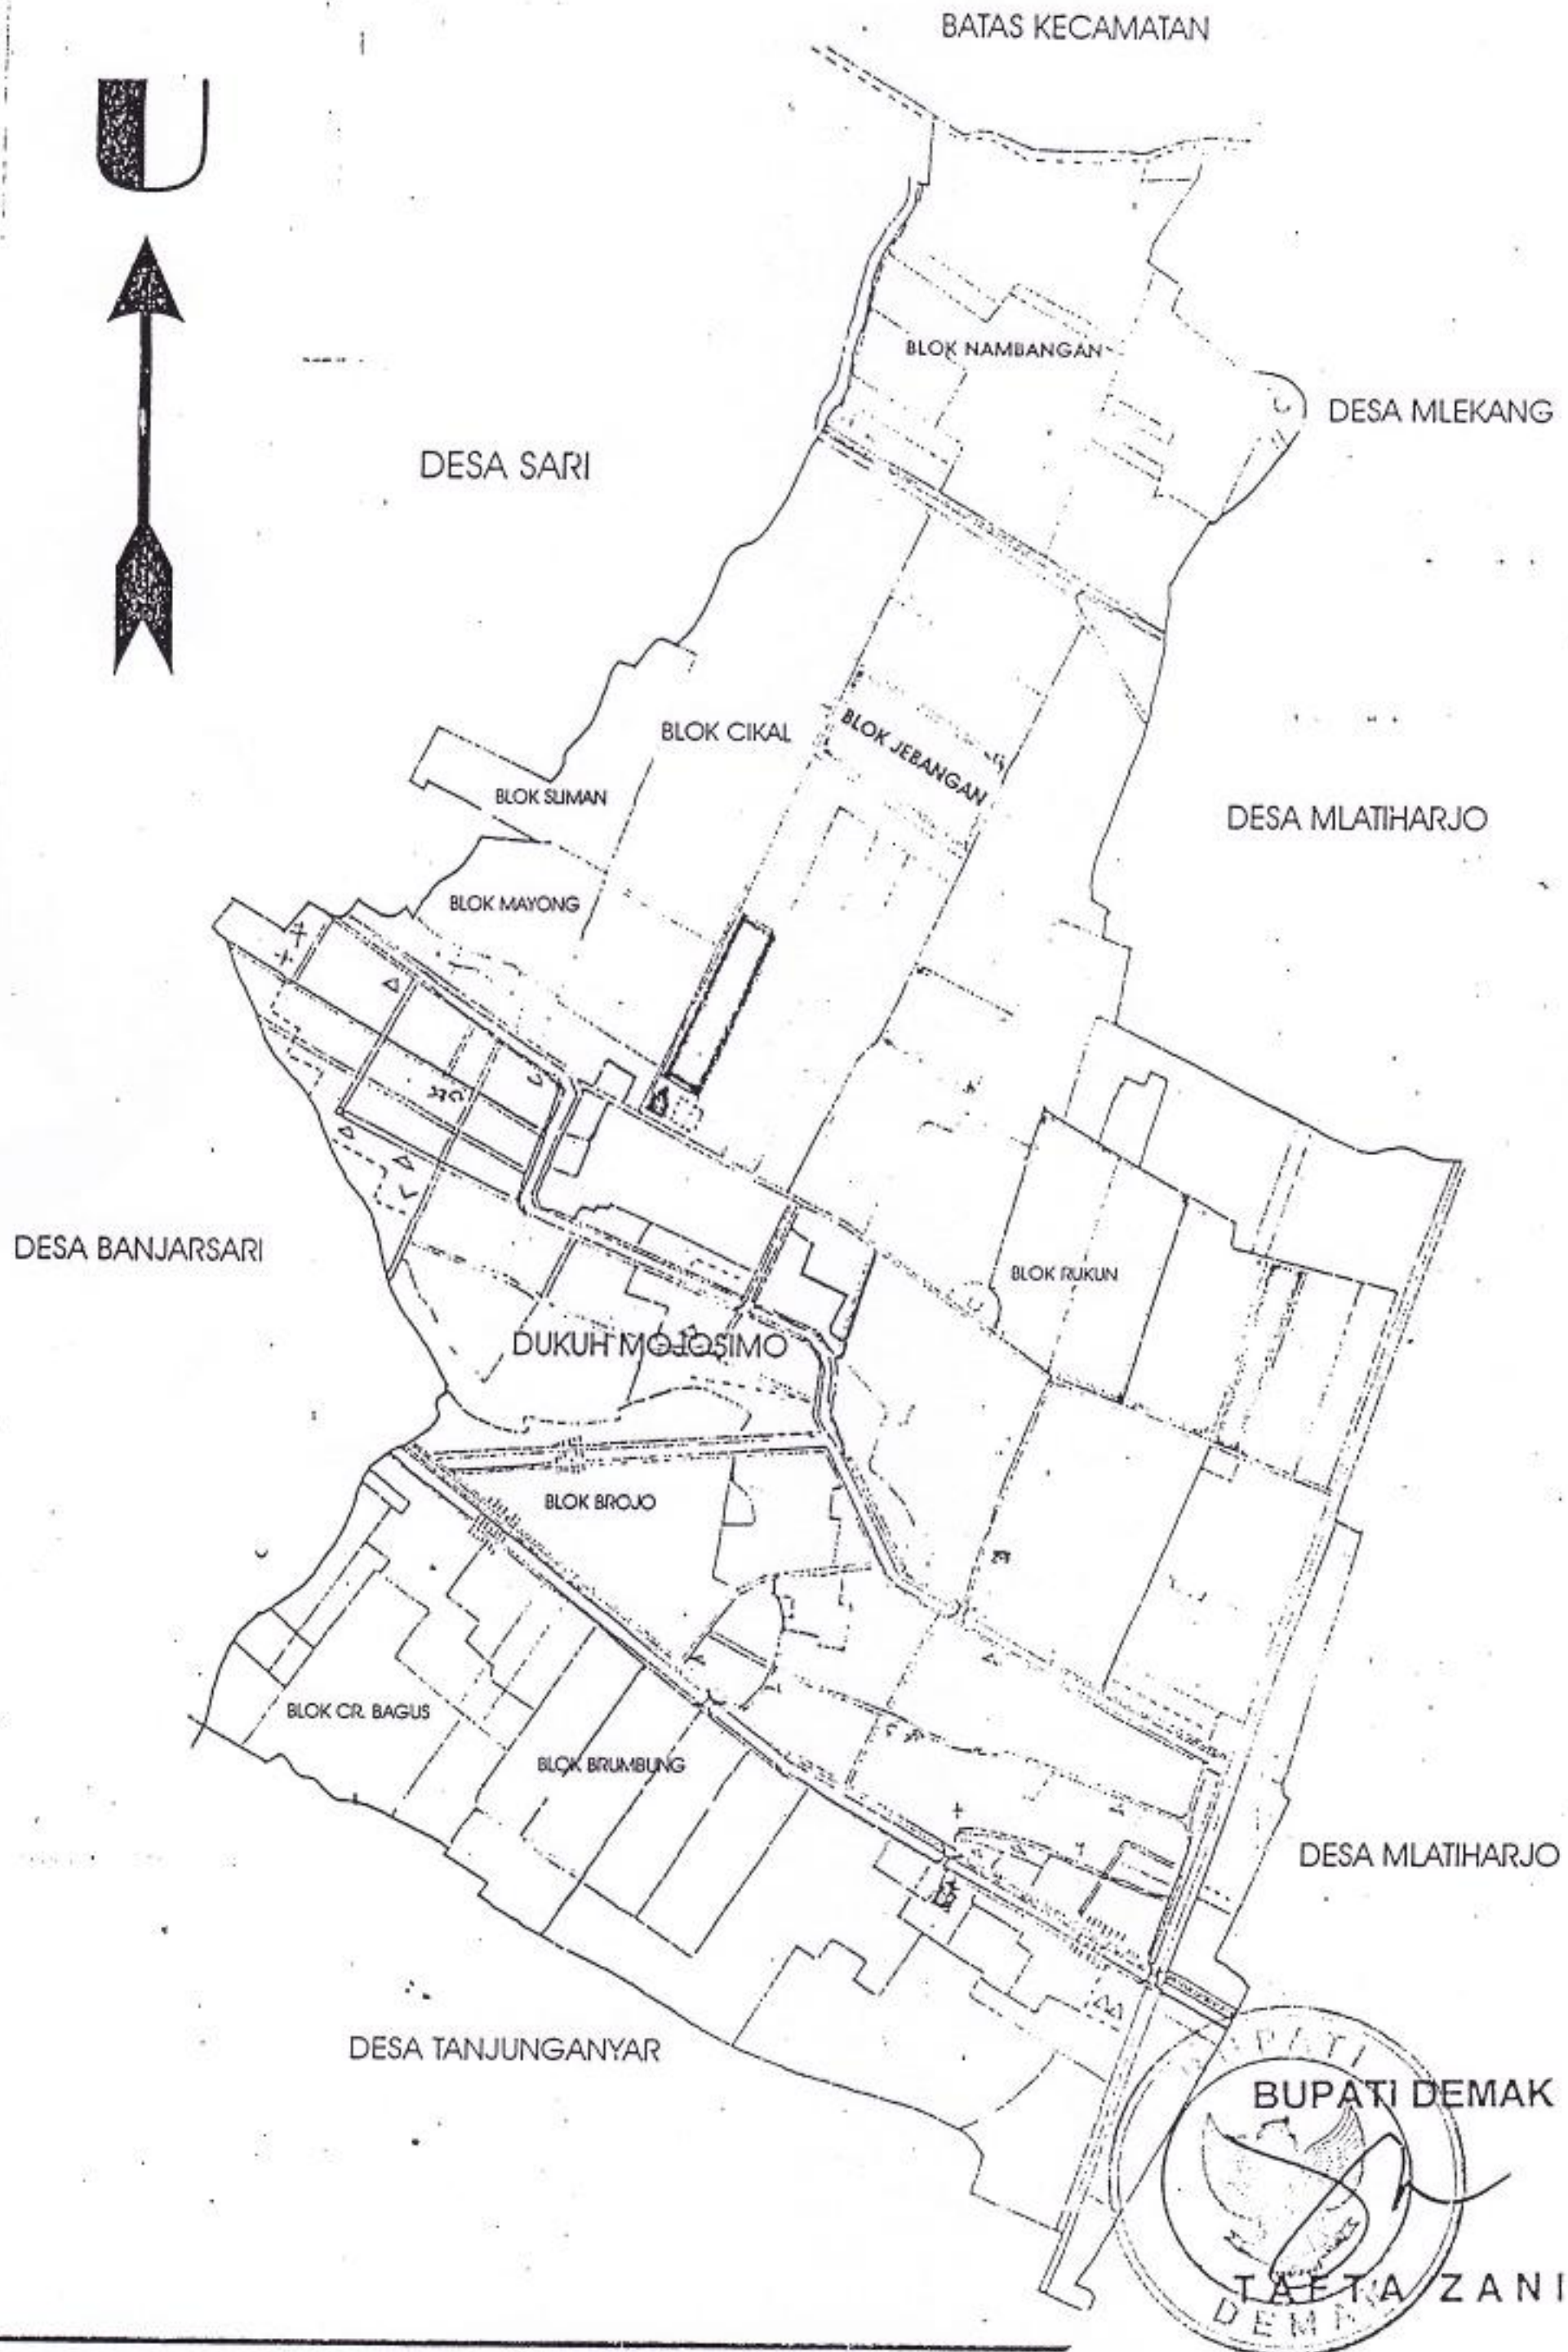 BATAS KECAMATAN
U
BLOK NAMBANGAN
DESA MLEKANG
DESA SARI
BLOK CIKAL
BLOK JEBANGAN
BLOK SLIMAN
DESA MLATIHARJO
BLOK MAYONG
DESA BANJARSARI
BLOK RUKUN
DUKUH MOJOSIMO
BLOK BROJO
BLOK CR. BAGUS
BLOK BRUMBUNG
DESA MLATIHARJO
DESA TANJUNGANYAR
BUPATI
BUPATI DEMAK
TAFTA ZANI
DEMAK